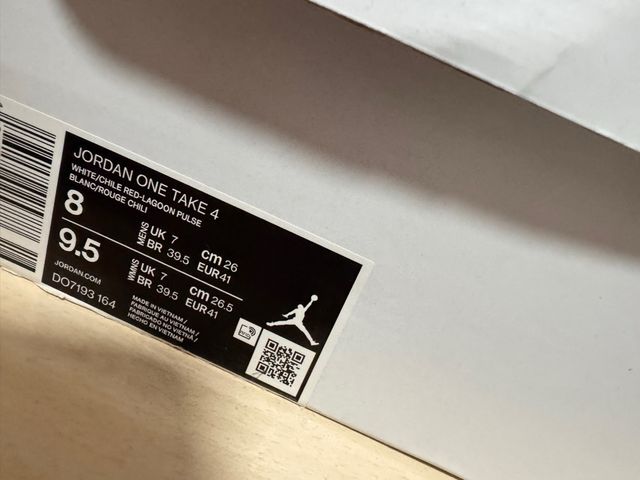 JORDAN ONE TAKE 4
WHITE/CHILE RED-LAGOON PULSE
BLANC/ROUGE CHILI
8
MENS
UK 7 cm 26
BR 39.5 EUR 41
9.5
WMNS
UK 7 cm 26.5
BR 39.5 EUR 41
JORDAN.COM
DO7193 164
MADE IN VIETNAM /
FABRIQUE AU VIETNAM /
FABRICADO NO VIETNÃ /
HECHO EN VIETNAM